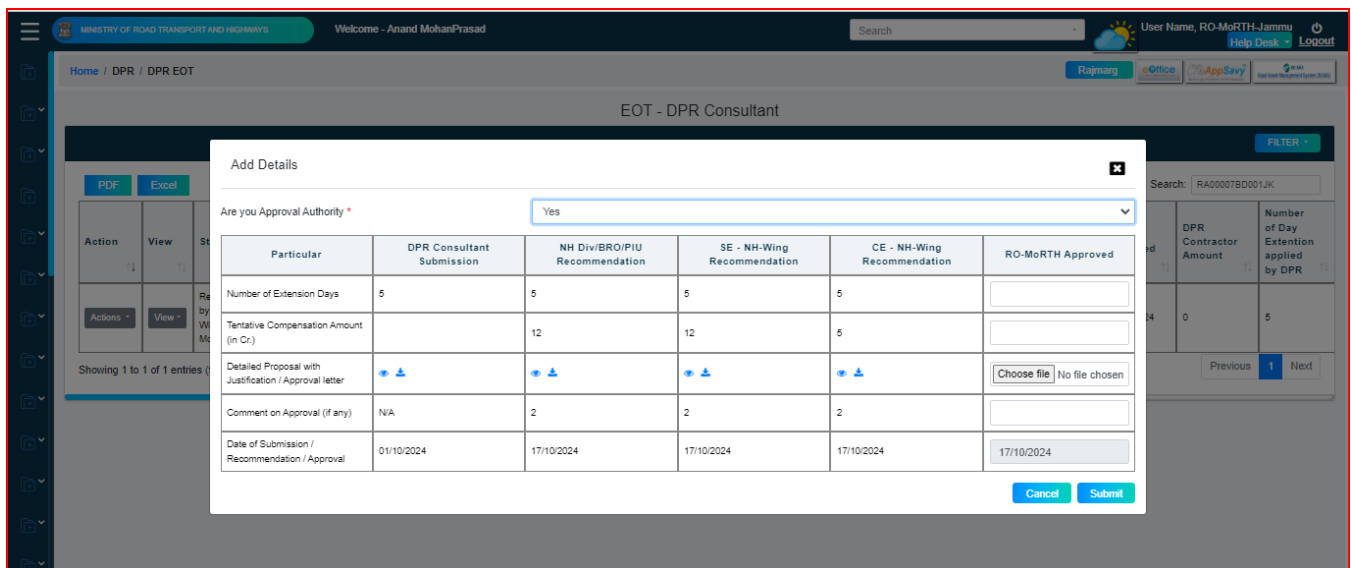 MINISTRY OF ROAD TRANSPORT AND HIGHWAYS
Welcome - Anand MohanPrasad
Search
User Name, RO-MoRTH-Jammu
Help Desk
Logout
Home / DPR / DPR EOT
Rajmarg
eOffice
AppSavy
EOT - DPR Consultant
FILTER
Add Details
PDF
Excel
Search:
RA00007BD001JK
Are you Approval Authority *
Yes
Action
View
St
Particular
DPR Consultant
Submission
NH Div/BRO/PIU
Recommendation
SE - NH-Wing
Recommendation
CE - NH-Wing
Recommendation
RO-MoRTH Approved
ed
DPR
Contractor
Amount
Number
of Day
Extention
applied
by DPR
Number of Extension Days
5
5
5
5
Actions
View
Re
by
Wi
Mo
Tentative Compensation Amount
(in Cr.)
12
12
5
24
0
5
Detailed Proposal with
Justification / Approval letter
Choose file No file chosen
Showing 1 to 1 of 1 entries (
Previous
1
Next
Comment on Approval (if any)
N/A
2
2
2
Date of Submission /
Recommendation / Approval
01/10/2024
17/10/2024
17/10/2024
17/10/2024
17/10/2024
Cancel
Submit